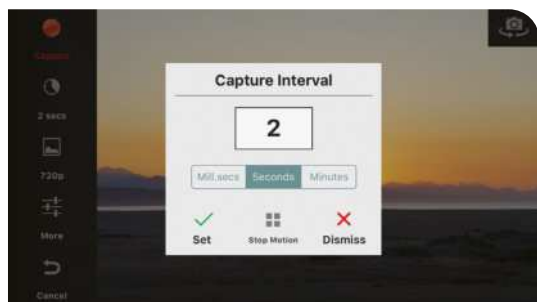 Capture
2 secs
720p
More
Cancel
Capture Interval
2
Mill.secs Seconds Minutes
Set Stop Motion Dismiss